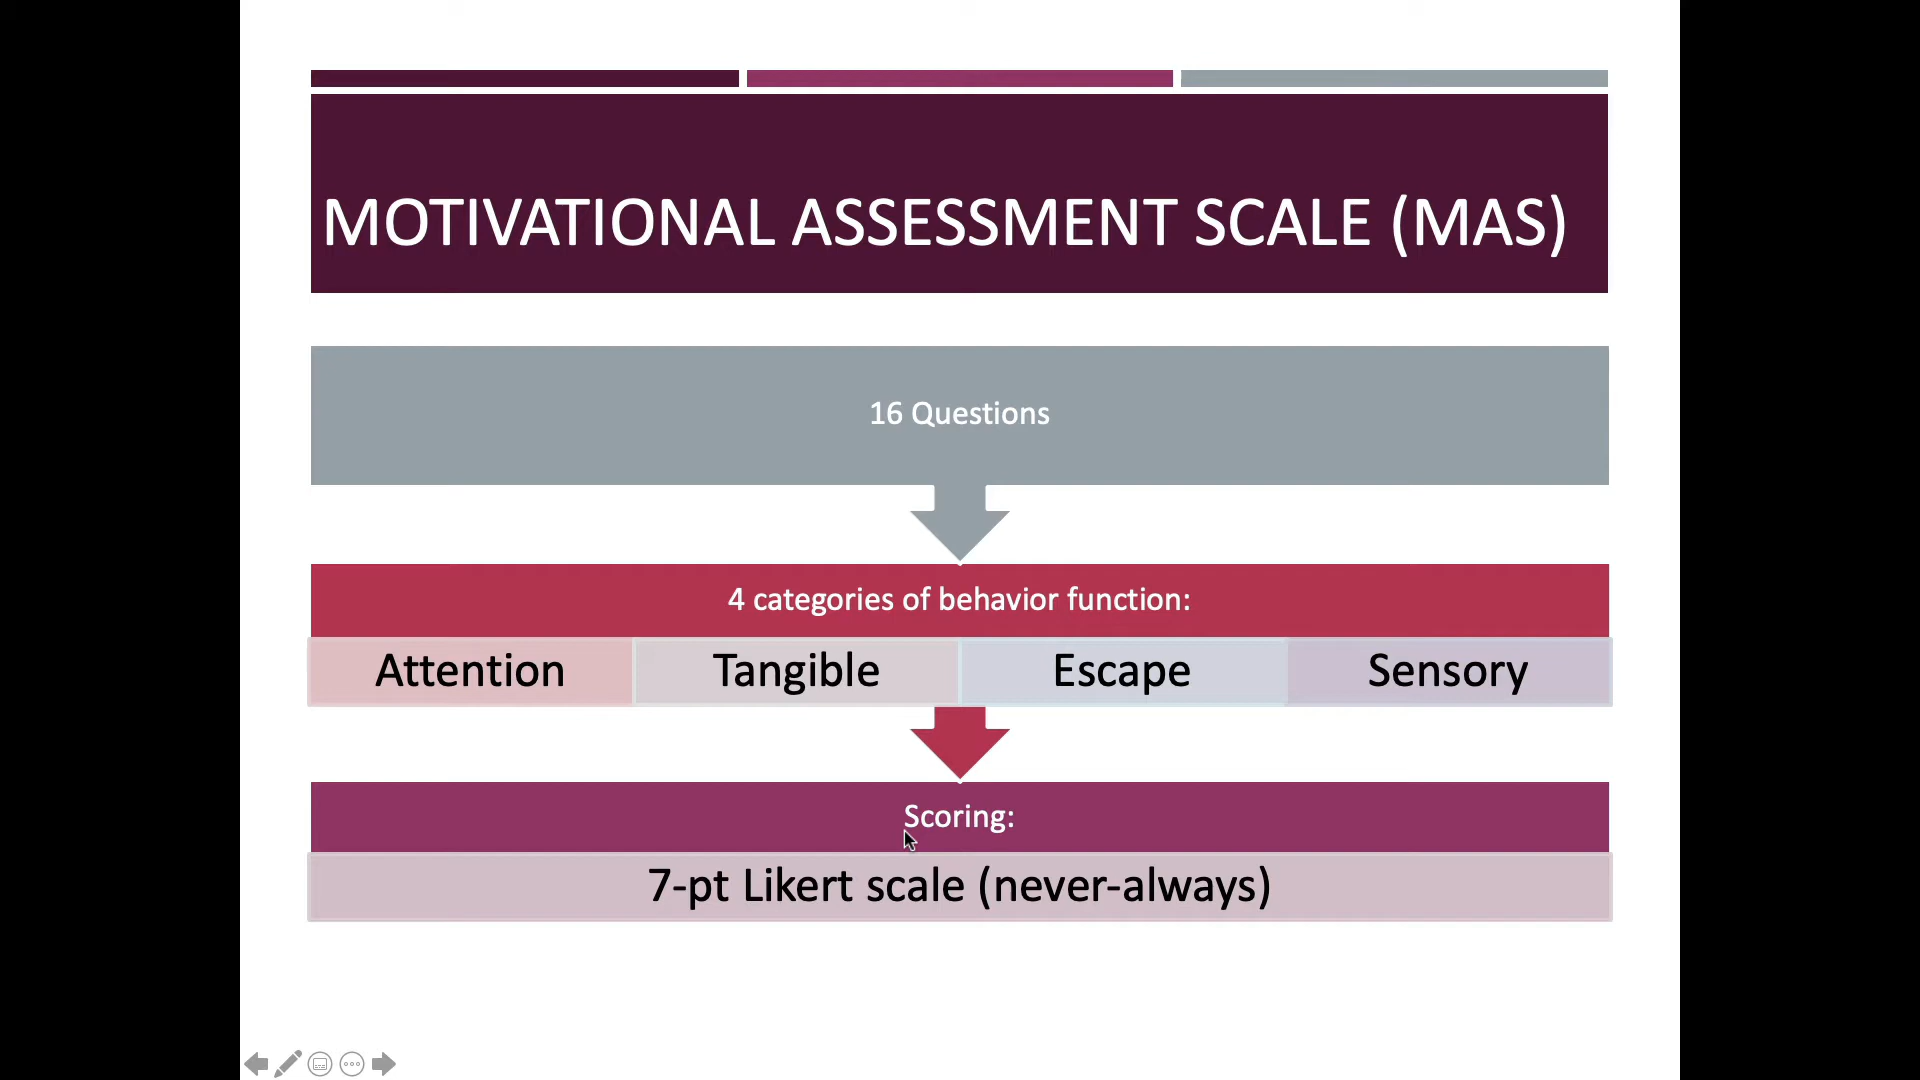 MOTIVATIONAL ASSESSMENT SCALE (MAS)
16 Questions
4 categories of behavior function:
Attention
Tangible
Escape
Sensory
Scoring:
7-pt Likert scale (never-always)